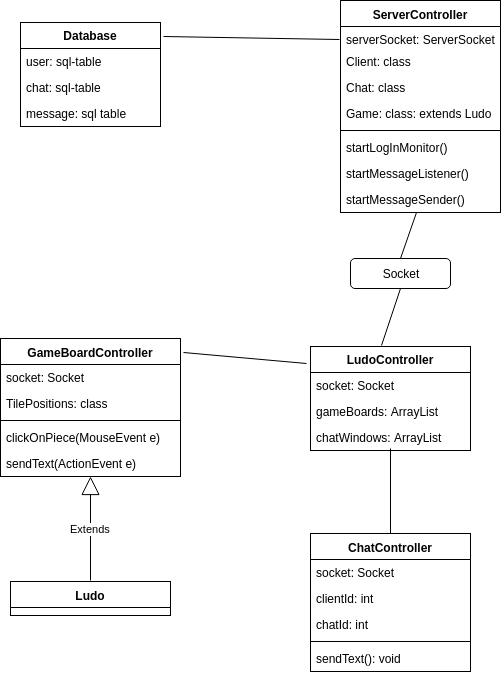 Database
user: sql-table
chat: sql-table
message: sql table
ServerController
serverSocket: ServerSocket
Client: class
Chat: class
Game: class: extends Ludo
startLogInMonitor()
startMessageListener()
startMessageSender()
Socket
GameBoardController
socket: Socket
TilePositions: class
clickOnPiece(MouseEvent e)
sendText(ActionEvent e)
LudoController
socket: Socket
gameBoards: ArrayList
chatWindows: ArrayList
Extends
Ludo
ChatController
socket: Socket
clientId: int
chatId: int
sendText(): void